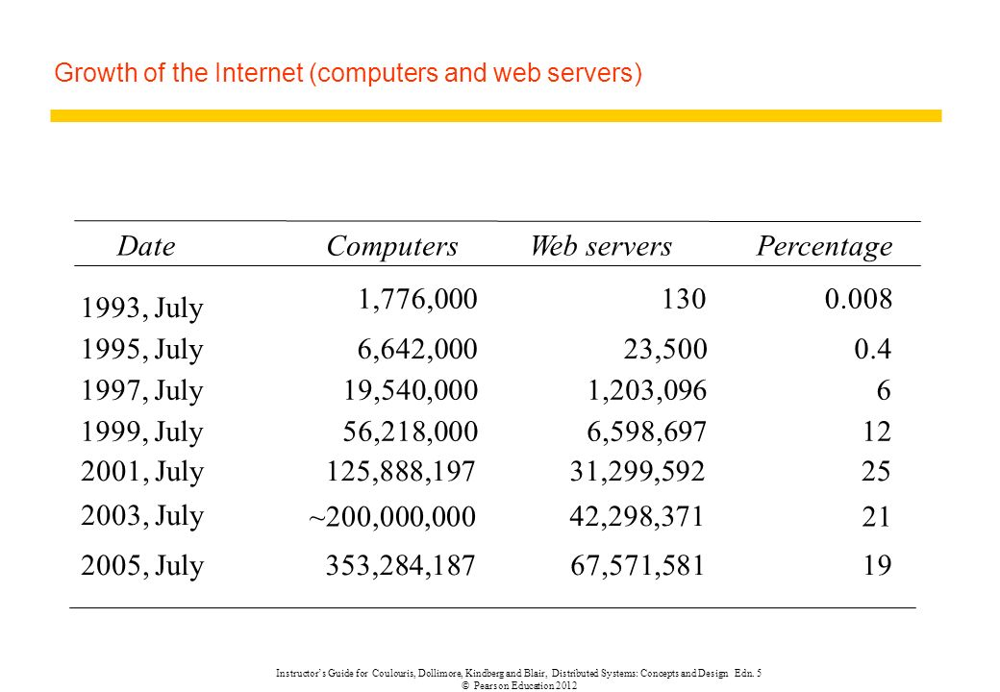 Growth of the Internet (computers and web servers)
Date Computers Web servers Percentage
1993, July 1,776,000 130 0.008
1995, July 6,642,000 23,500 0.4
1997, July 19,540,000 1,203,096 6
1999, July 56,218,000 6,598,697 12
2001, July 125,888,197 31,299,592 25
2003, July ~200,000,000 42,298,371 21
2005, July 353,284,187 67,571,581 19
Instructor's Guide for Coulouris, Dollimore, Kindberg and Blair, Distributed Systems: Concepts and Design Edn. 5
© Pearson Education 2012